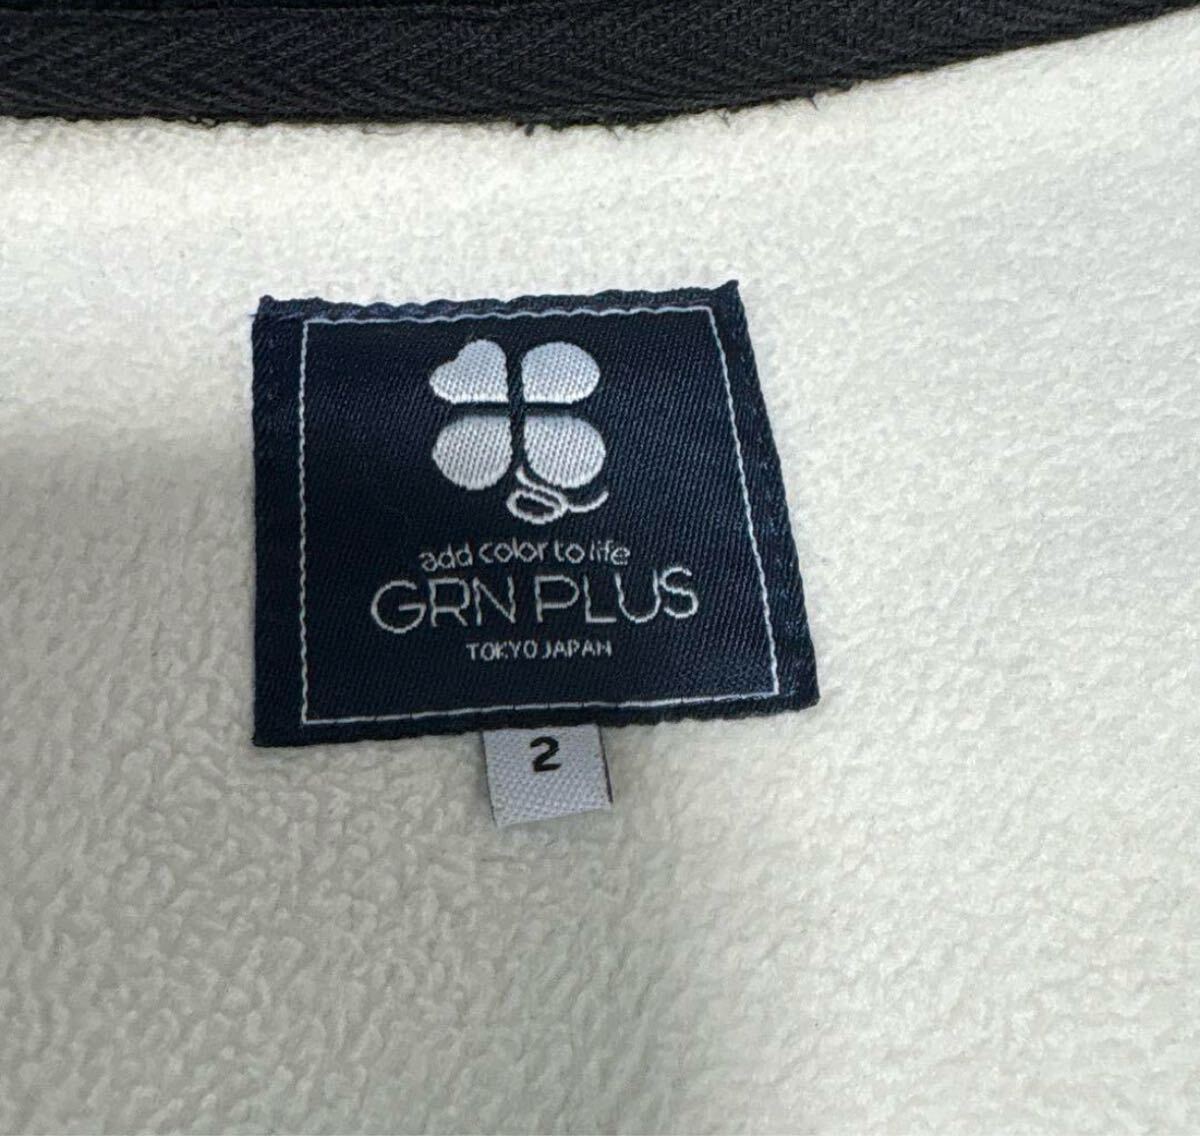 add color to life
GRN PLUS
TOKYO JAPAN
2